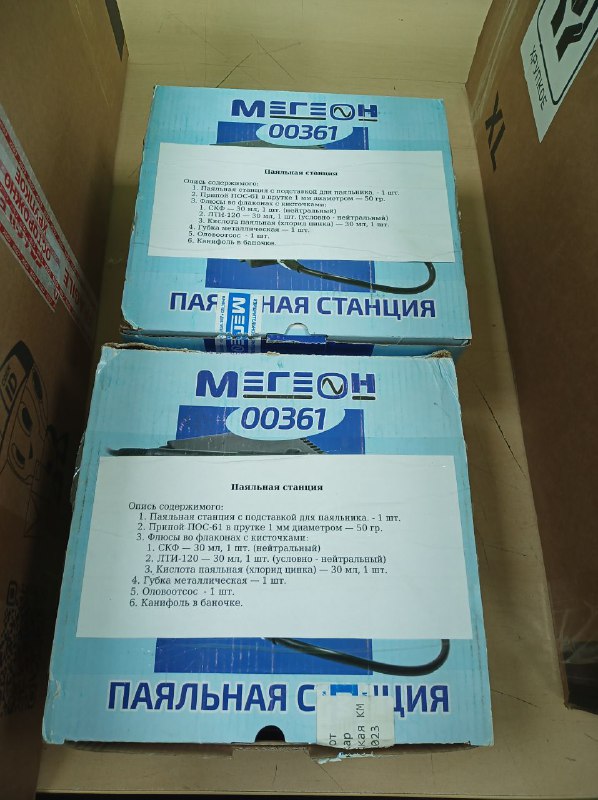 МЕГЕОН
00361
Паяльная станция
Опись содержимого:
1. Паяльная станция с подставкой для паяльника. - 1 шт.
2. Припой ПОС-61 в прутке 1 мм диаметром — 50 гр.
3. Флюсы во флаконах с кисточками:
1. СКФ — 30 мл, 1 шт. (нейтральный)
2. ЛТИ-120 — 30 мл, 1 шт. (условно - нейтральный)
3. Кислота паяльная (хлорид цинка) — 30 мл, 1 шт.
4. Губка металлическая — 1 шт.
5. Оловоотсос - 1 шт.
6. Канифоль в баночке.
ПАЯ НАЯ СТАНЦИЯ
МЕГЕОН
00361
Паяльная станция
Опись содержимого:
1. Паяльная станция с подставкой для паяльника. - 1 шт.
2. Припой ПОС-61 в прутке 1 мм диаметром — 50 гр.
3. Флюсы во флаконах с кисточками:
1. СКФ — 30 мл, 1 шт. (нейтральный)
2. ЛТИ-120 — 30 мл, 1 шт. (условно - нейтральный)
3. Кислота паяльная (хлорид цинка) — 30 мл, 1 шт.
4. Губка металлическая — 1 шт.
5. Оловоотсос - 1 шт.
6. Канифоль в баночке.
ПАЯЛЬНАЯ С ЦИЯ
ХРУПКОЕ
XL